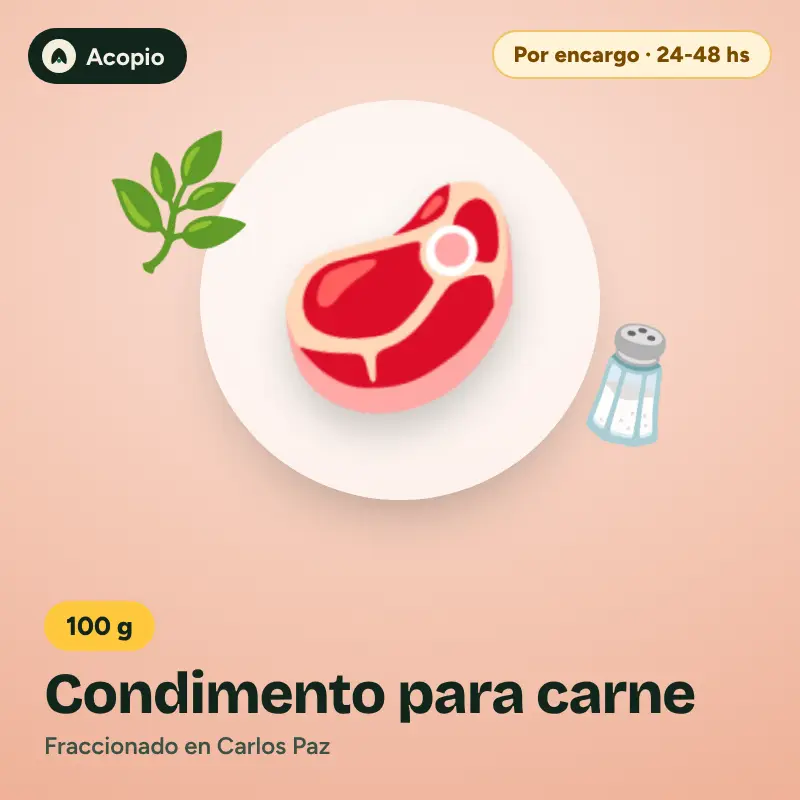 Acopio
Por encargo · 24-48 hs
100 g
Condimento para carne
Fraccionado en Carlos Paz